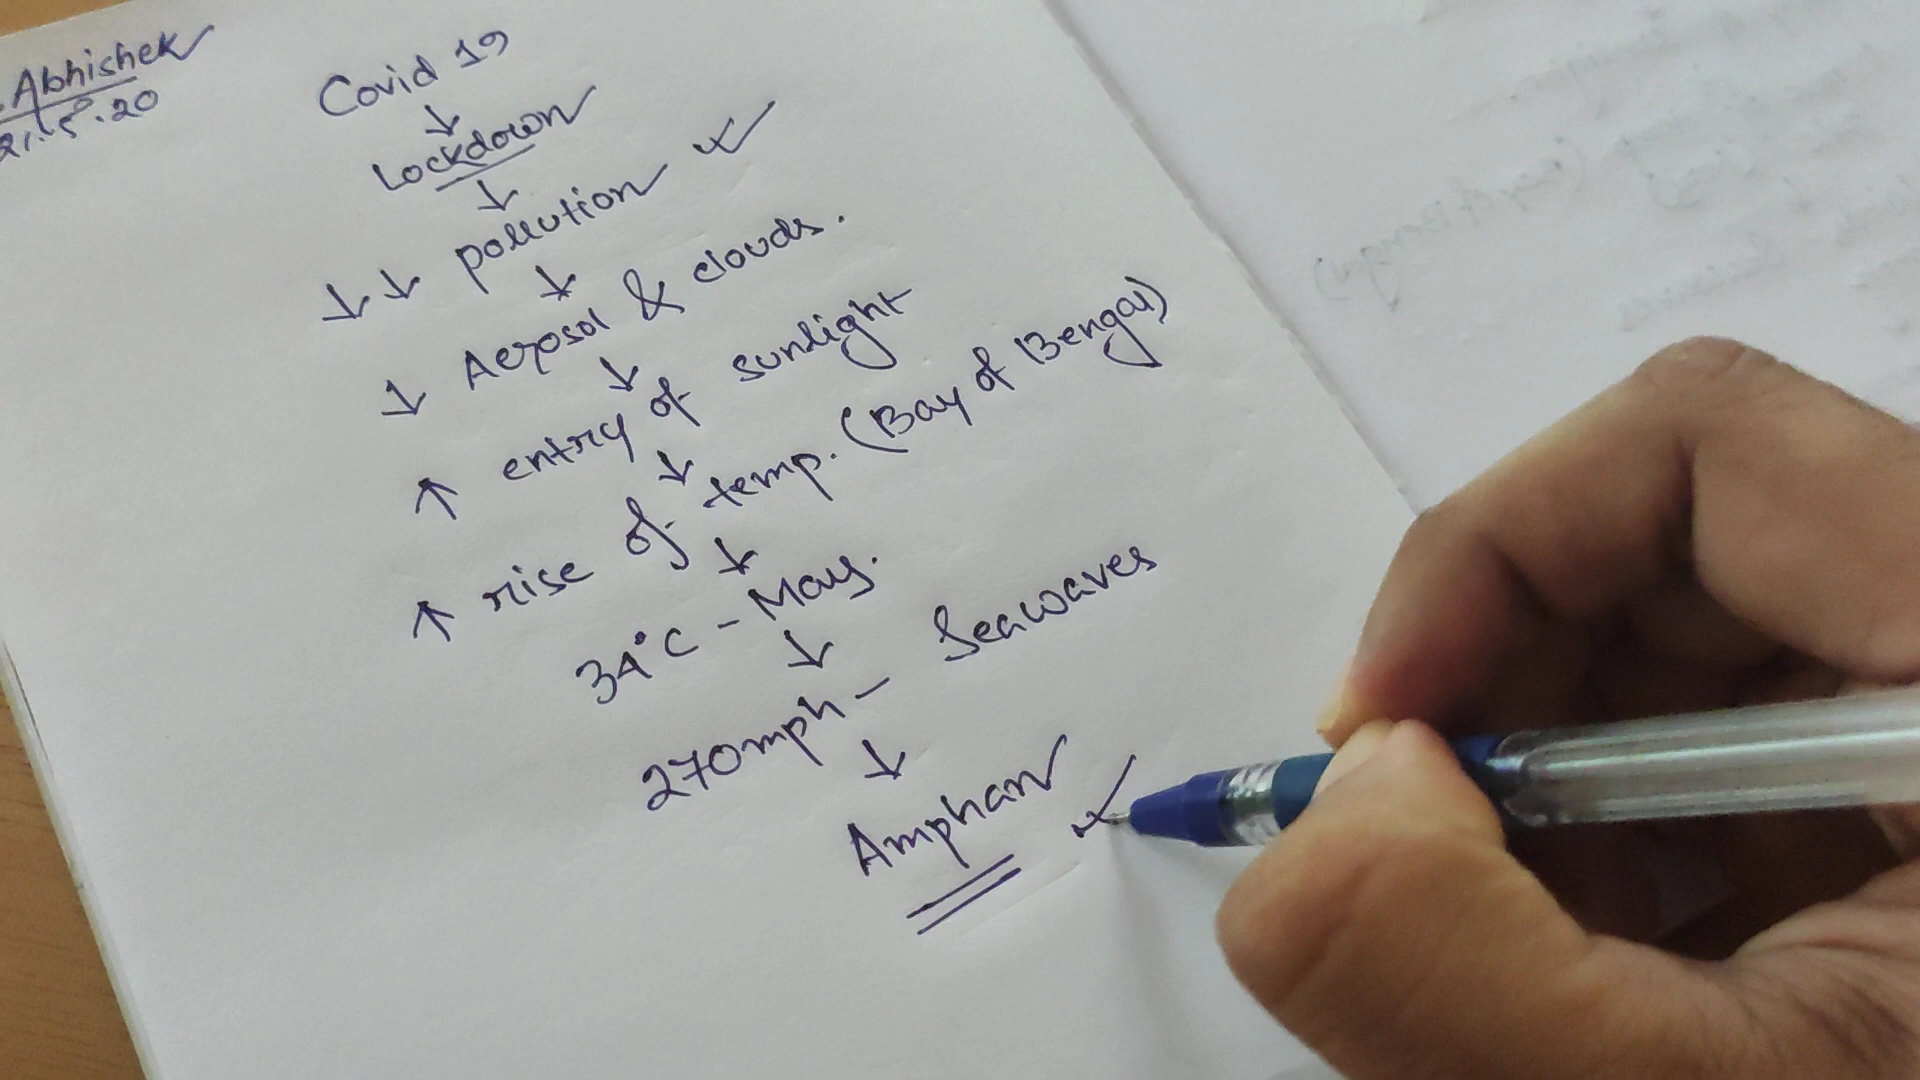 Abhishek
21.5.20
Covid 19
↓
Lockdown
↓
↓↓ pollution
↓
↓ Aerosol & clouds.
↓
↑ entry of sunlight
↓
↑ rise of temp. (Bay of Bengal)
↓
34°C - May.
↓
270mph - Seawaves
↓
Amphan